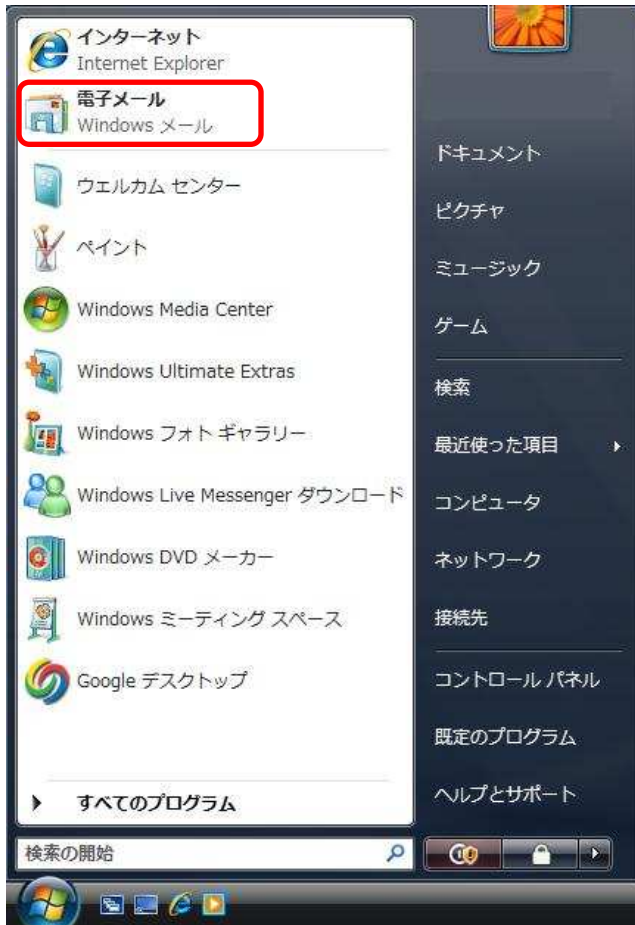 インターネット
Internet Explorer
電子メール
Windows メール
ウエルカム センター
ペイント
Windows Media Center
Windows Ultimate Extras
Windows フォト ギャラリー
Windows Live Messenger ダウンロード
Windows DVD メーカー
Windows ミーティング スペース
Google デスクトップ
すべてのプログラム
検索の開始
ドキュメント
ピクチャ
ミュージック
ゲーム
検索
最近使った項目
コンピュータ
ネットワーク
接続先
コントロール パネル
既定のプログラム
ヘルプとサポート